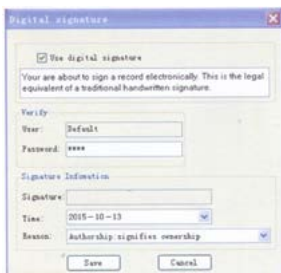 Digital signature
Use digital signature
Your are about to sign a record electronically. This is the legal
equivalent of a traditional handwritten signature.
Verify
User: Default
Password: ****
Signature Infomation
Signature:
Time: 2015-10-13
Reason: Authorship signifies ownership
Save Cancel